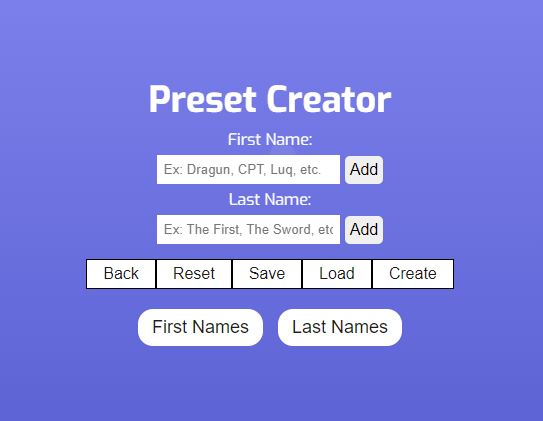 Preset Creator
First Name:
Ex: Dragun, CPT, Luq, etc. Add
Last Name:
Ex: The First, The Sword, etc Add
Back Reset Save Load Create
First Names Last Names